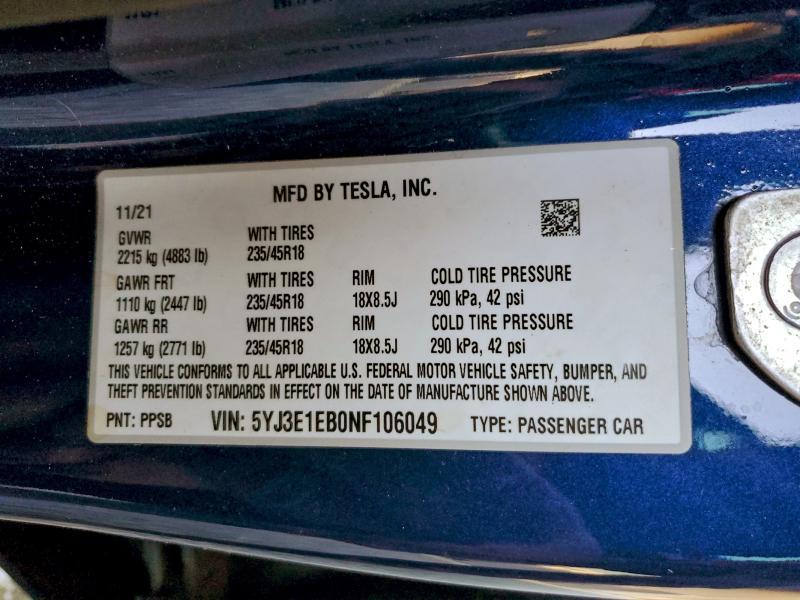 MFD BY TESLA, INC.
11/21
GVWR WITH TIRES
2215 kg (4883 lb) 235/45R18
GAWR FRT WITH TIRES RIM COLD TIRE PRESSURE
1110 kg (2447 lb) 235/45R18 18X8.5J 290 kPa, 42 psi
GAWR RR WITH TIRES RIM COLD TIRE PRESSURE
1257 kg (2771 lb) 235/45R18 18X8.5J 290 kPa, 42 psi
THIS VEHICLE CONFORMS TO ALL APPLICABLE U.S. FEDERAL MOTOR VEHICLE SAFETY, BUMPER, AND
THEFT PREVENTION STANDARDS IN EFFECT ON THE DATE OF MANUFACTURE SHOWN ABOVE.
PNT: PPSB VIN: 5YJ3E1EB0NF106049 TYPE: PASSENGER CAR